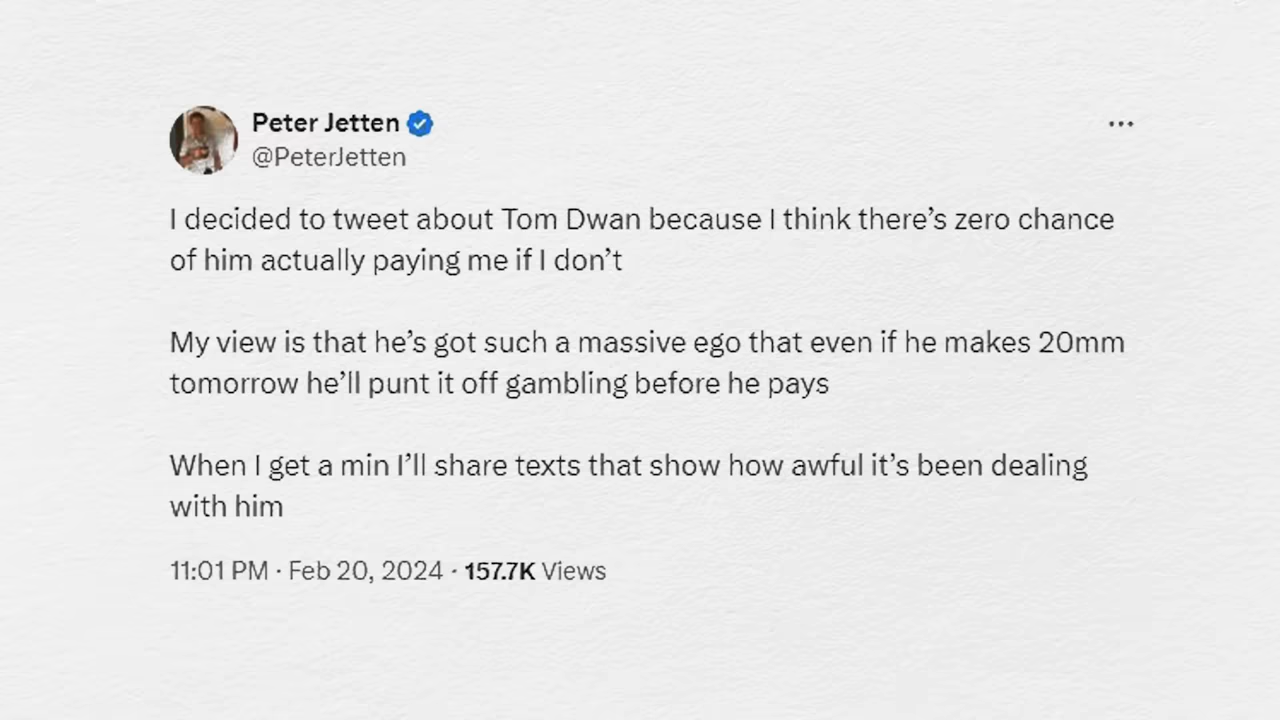 Peter Jetten
@PeterJetten
I decided to tweet about Tom Dwan because I think there’s zero chance
of him actually paying me if I don’t
My view is that he’s got such a massive ego that even if he makes 20mm
tomorrow he’ll punt it off gambling before he pays
When I get a min I’ll share texts that show how awful it’s been dealing
with him
11:01 PM · Feb 20, 2024 · 157.7K Views